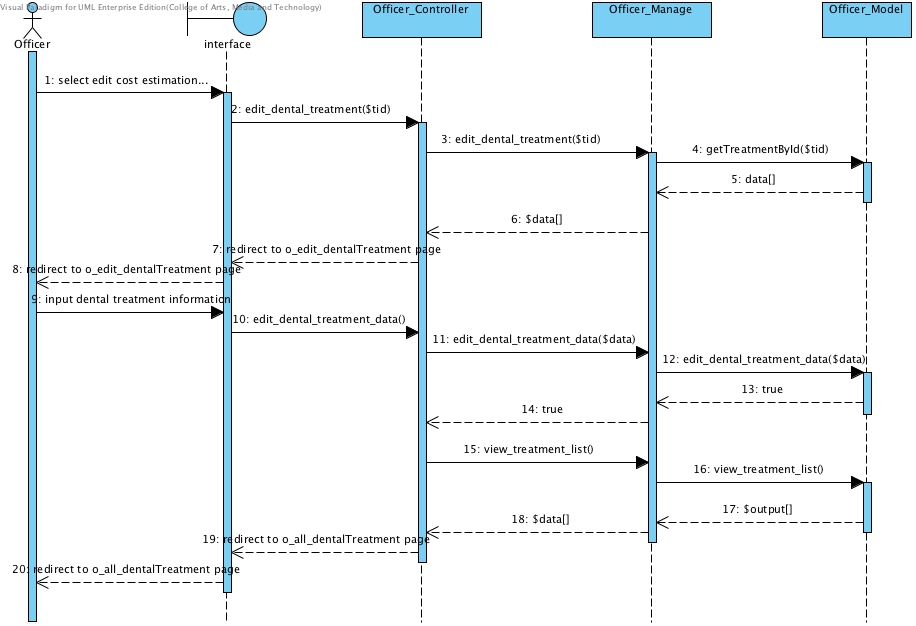 Visual Paradigm for UML Enterprise Edition(College of Arts, Media and Technology)
Officer
interface
Officer_Controller
Officer_Manage
Officer_Model
1: select edit cost estimation...
2: edit_dental_treatment($tid)
3: edit_dental_treatment($tid)
4: getTreatmentById($tid)
5: data[]
6: $data[]
7: redirect to o_edit_dentalTreatment page
8: redirect to o_edit_dentalTreatment page
9: input dental treatment information
10: edit_dental_treatment_data()
11: edit_dental_treatment_data($data)
12: edit_dental_treatment_data($data)
13: true
14: true
15: view_treatment_list()
16: view_treatment_list()
17: $output[]
18: $data[]
19: redirect to o_all_dentalTreatment page
20: redirect to o_all_dentalTreatment page